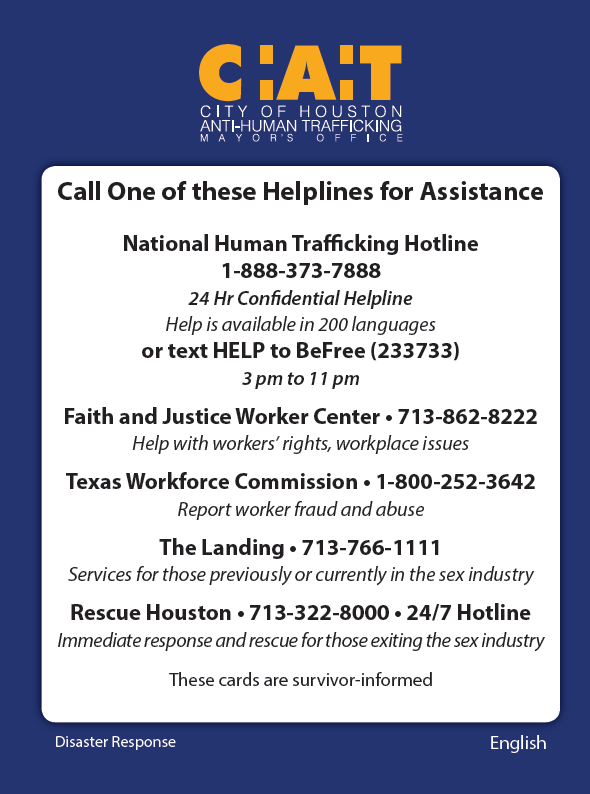 C:A:T
CITY OF HOUSTON
ANTI-HUMAN TRAFFICKING
MAYOR'S OFFICE
Call One of these Helplines for Assistance
National Human Trafficking Hotline
1-888-373-7888
24 Hr Confidential Helpline
Help is available in 200 languages
or text HELP to BeFree (233733)
3 pm to 11 pm
Faith and Justice Worker Center • 713-862-8222
Help with workers’ rights, workplace issues
Texas Workforce Commission • 1-800-252-3642
Report worker fraud and abuse
The Landing • 713-766-1111
Services for those previously or currently in the sex industry
Rescue Houston • 713-322-8000 • 24/7 Hotline
Immediate response and rescue for those exiting the sex industry
These cards are survivor-informed
Disaster Response
English